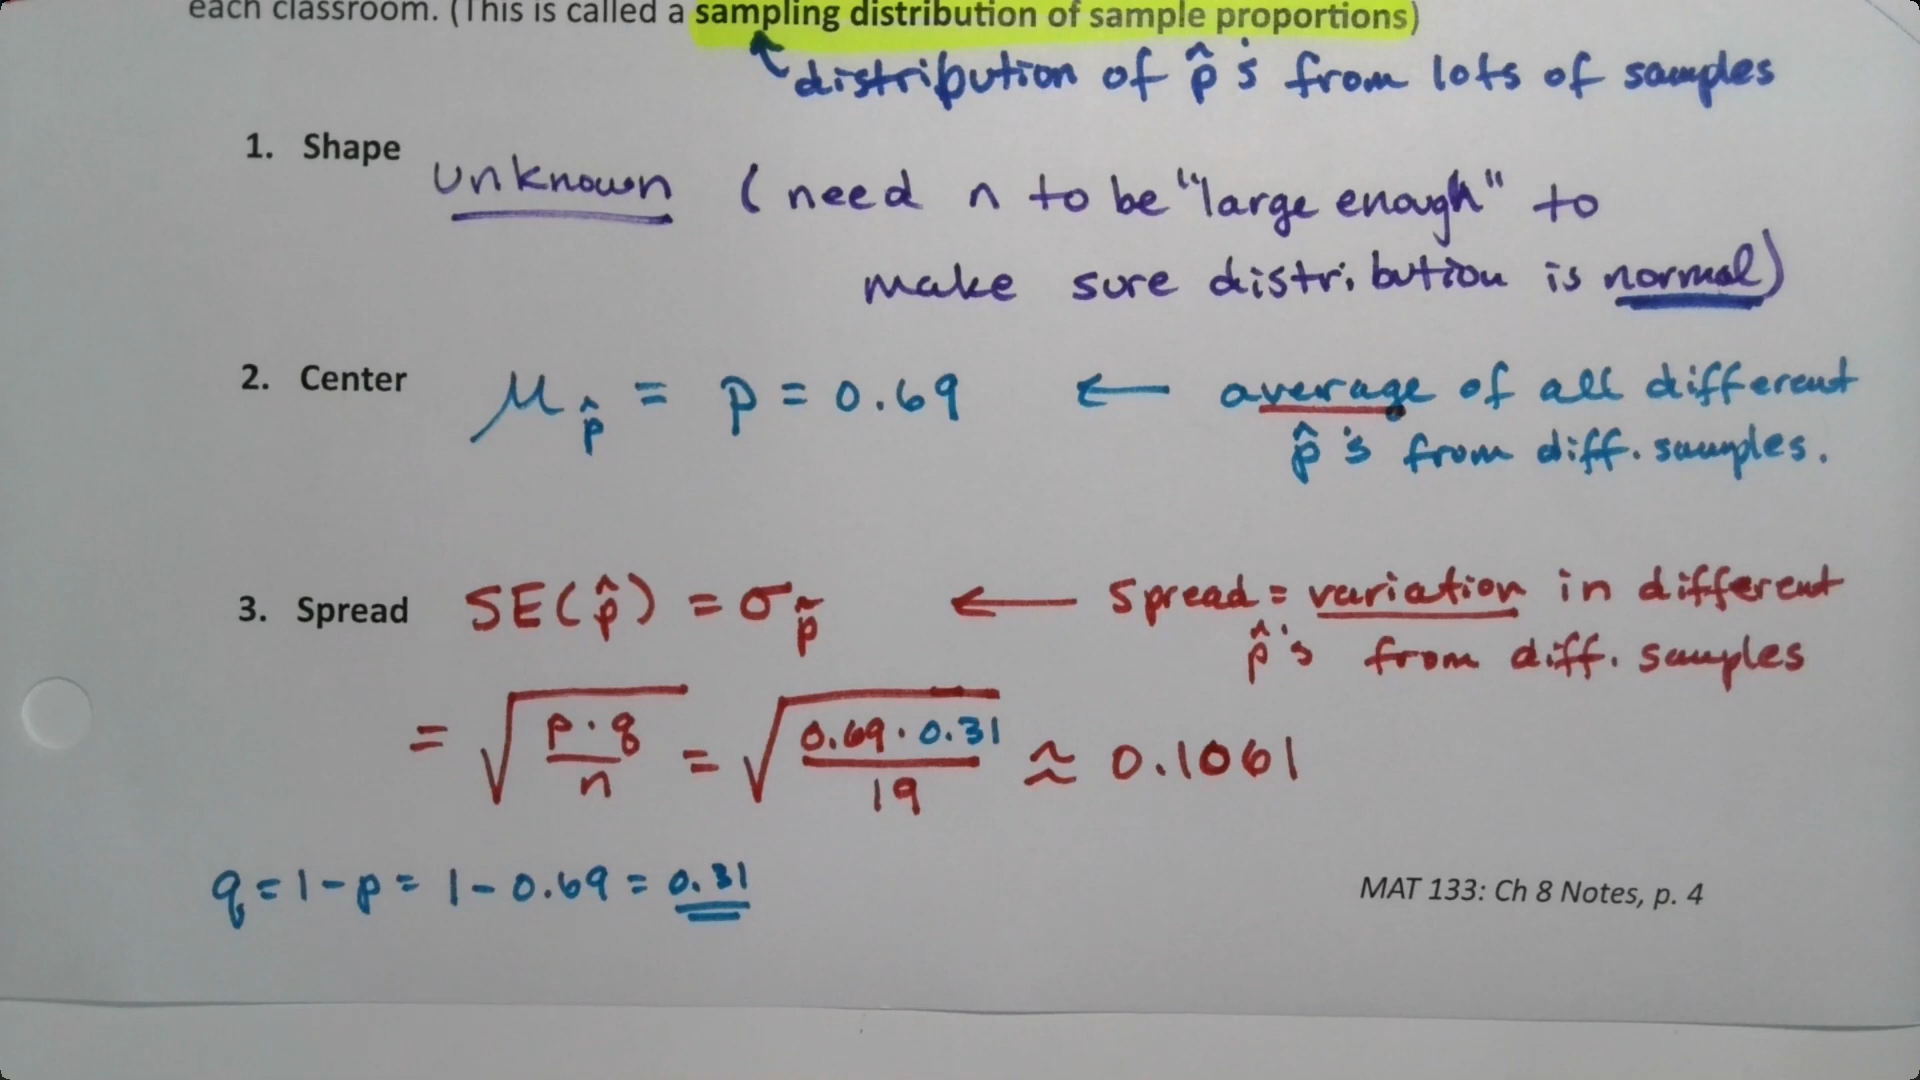 each classroom. (This is called a sampling distribution of sample proportions)
distribution of p̂'s from lots of samples
1. Shape unknown (need n to be "large enough" to
make sure distribution is normal)
2. Center μp̂ = p = 0.69 ← average of all different
p̂'s from diff. samples.
3. Spread SE(p̂) = σp̂ ← Spread = variation in different
p̂'s from diff. samples
= √(p·q/n) = √(0.69·0.31/19) ≈ 0.1061
q = 1 - p = 1 - 0.69 = 0.31
MAT 133: Ch 8 Notes, p. 4